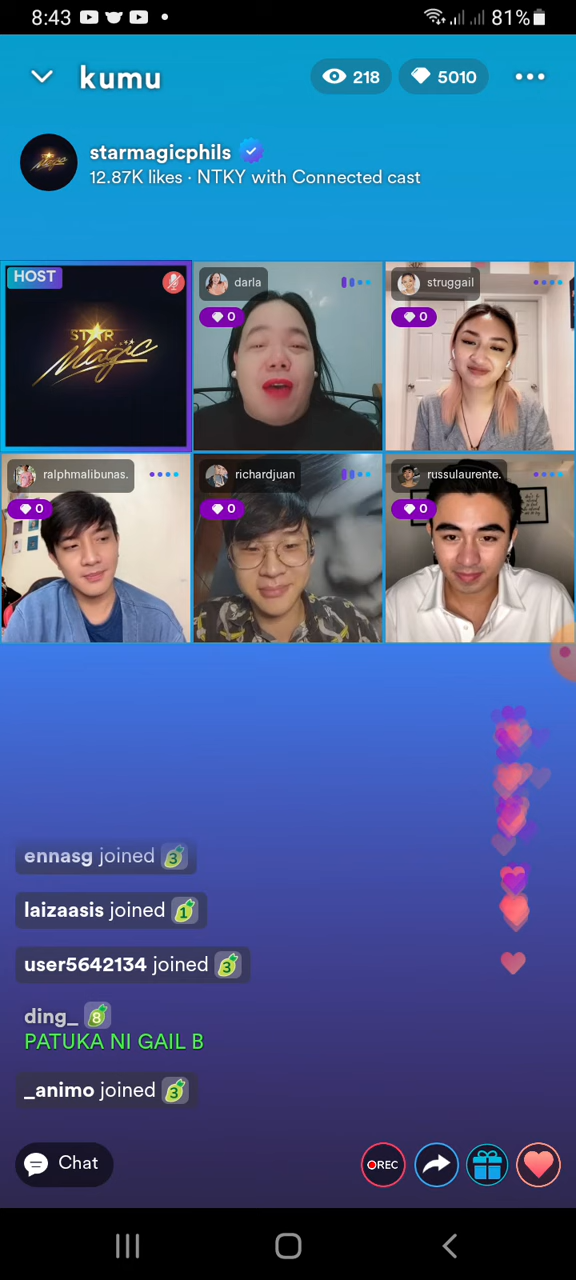 8:43
81%
kumu
218
5010
starmagicphils
12.87K likes · NTKY with Connected cast
HOST
STAR
Magic
darla
0
struggail
0
ralphmalibunas.
0
richardjuan
0
russulaurente.
0
ennasg joined 3
laizaasis joined 1
user5642134 joined 3
ding_ 8
PATUKA NI GAIL B
_animo joined 3
Chat
REC